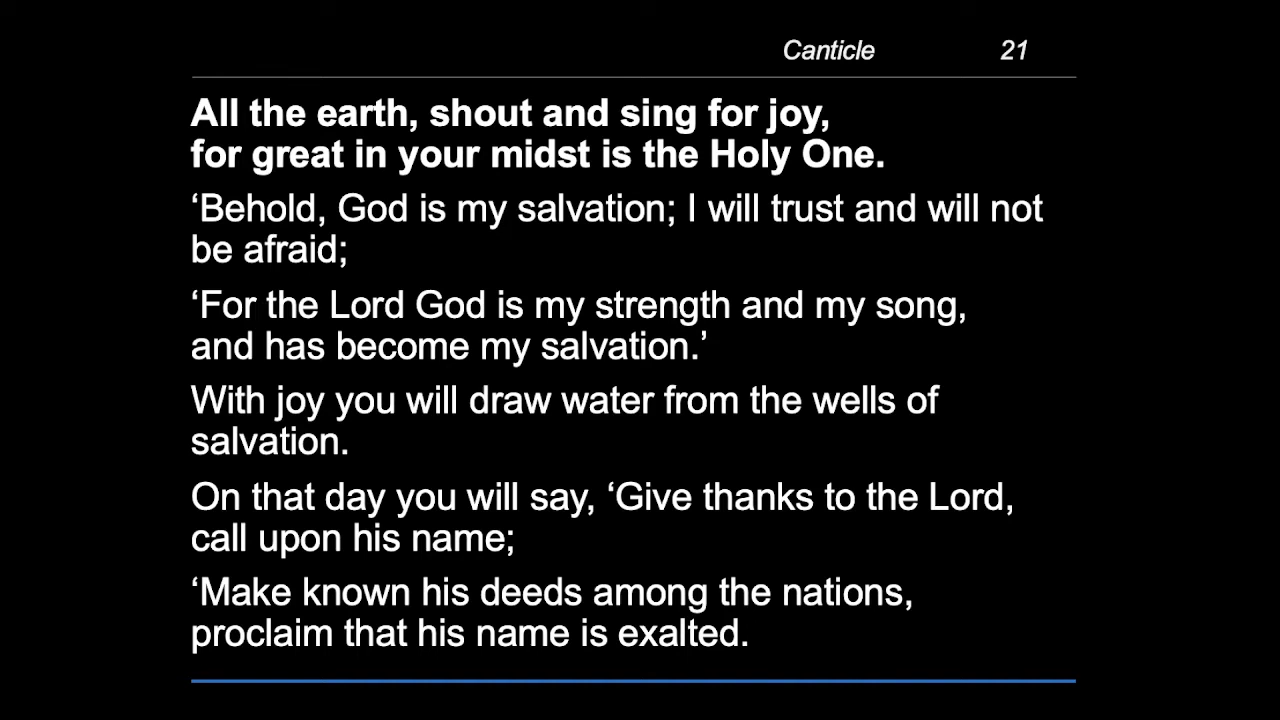 Canticle 21
All the earth, shout and sing for joy,
for great in your midst is the Holy One.
‘Behold, God is my salvation; I will trust and will not
be afraid;
‘For the Lord God is my strength and my song,
and has become my salvation.’
With joy you will draw water from the wells of
salvation.
On that day you will say, ‘Give thanks to the Lord,
call upon his name;
‘Make known his deeds among the nations,
proclaim that his name is exalted.